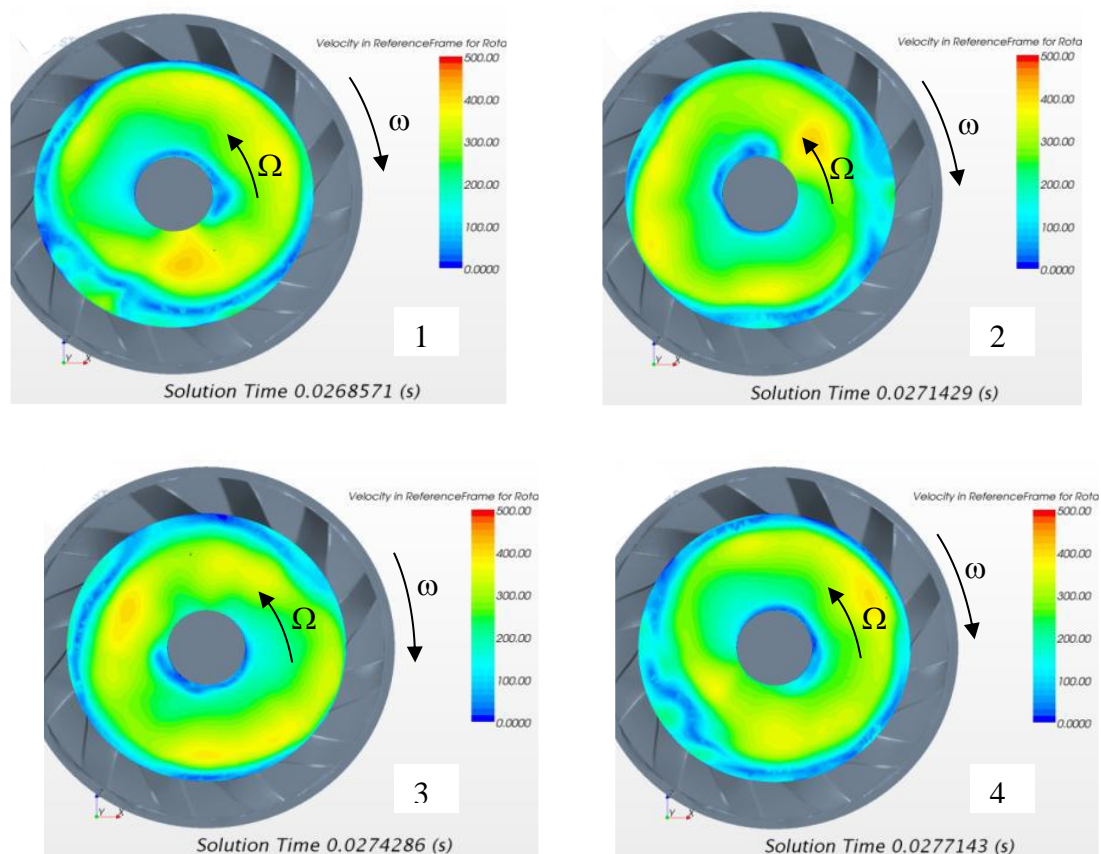 Velocity in ReferenceFrame for Rota
500.00
400.00
300.00
200.00
100.00
0.0000
ω
Ω
1
Y X
Solution Time 0.0268571 (s)
Velocity in ReferenceFrame for Rota
500.00
400.00
300.00
200.00
100.00
0.0000
ω
Ω
2
Y X
Solution Time 0.0271429 (s)
Velocity in ReferenceFrame for Rota
500.00
400.00
300.00
200.00
100.00
0.0000
ω
Ω
3
Y X
Solution Time 0.0274286 (s)
Velocity in ReferenceFrame for Rota
500.00
400.00
300.00
200.00
100.00
0.0000
ω
Ω
4
Y X
Solution Time 0.0277143 (s)